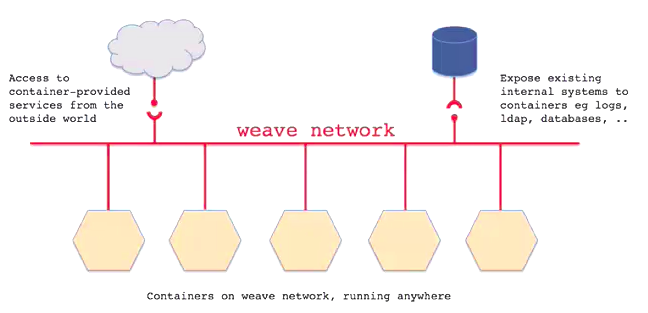 Access to
container-provided
services from the
outside world
Expose existing
internal systems to
containers eg logs,
ldap, databases, ..
weave network
Containers on weave network, running anywhere